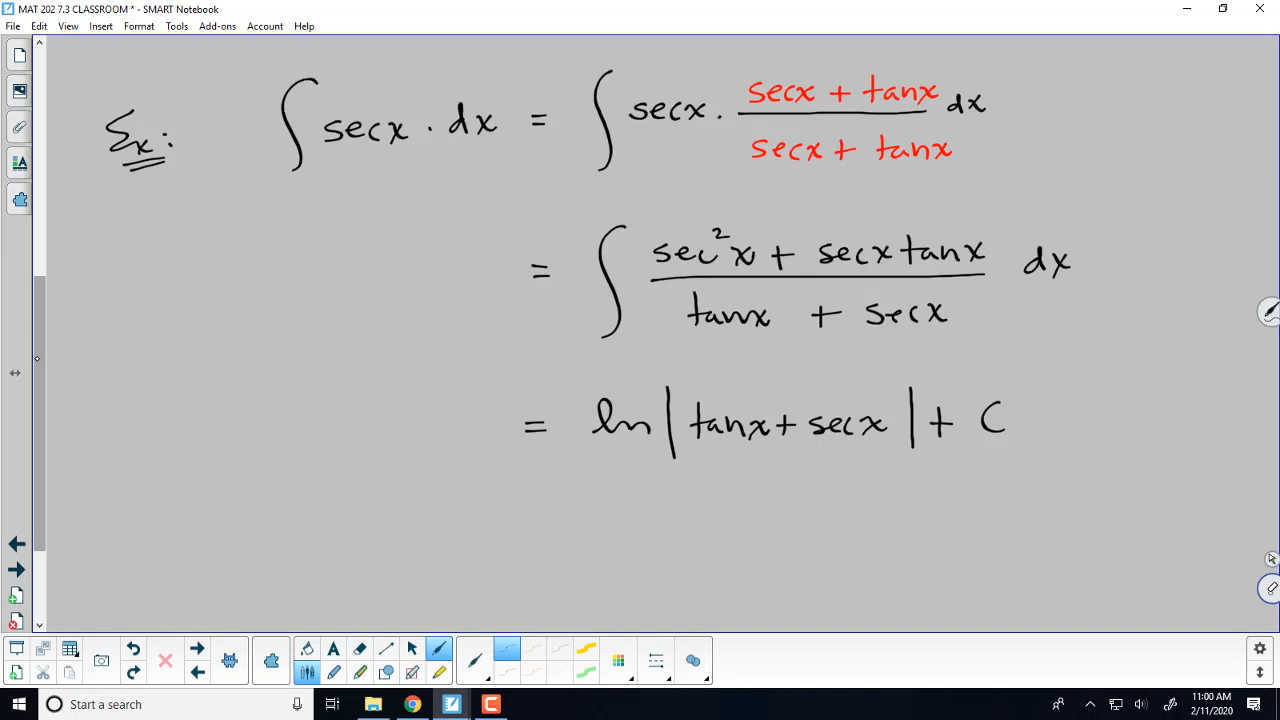 MAT 202 7.3 CLASSROOM * - SMART Notebook
File Edit View Insert Format Tools Options Account Help
Ex: ∫ secx · dx = ∫ secx · (secx + tanx)/(secx + tanx) dx
= ∫ (sec²x + secx tanx)/(tanx + secx) dx
= ln|tanx + secx| + C
Start a search
11:00 AM
2/11/2020